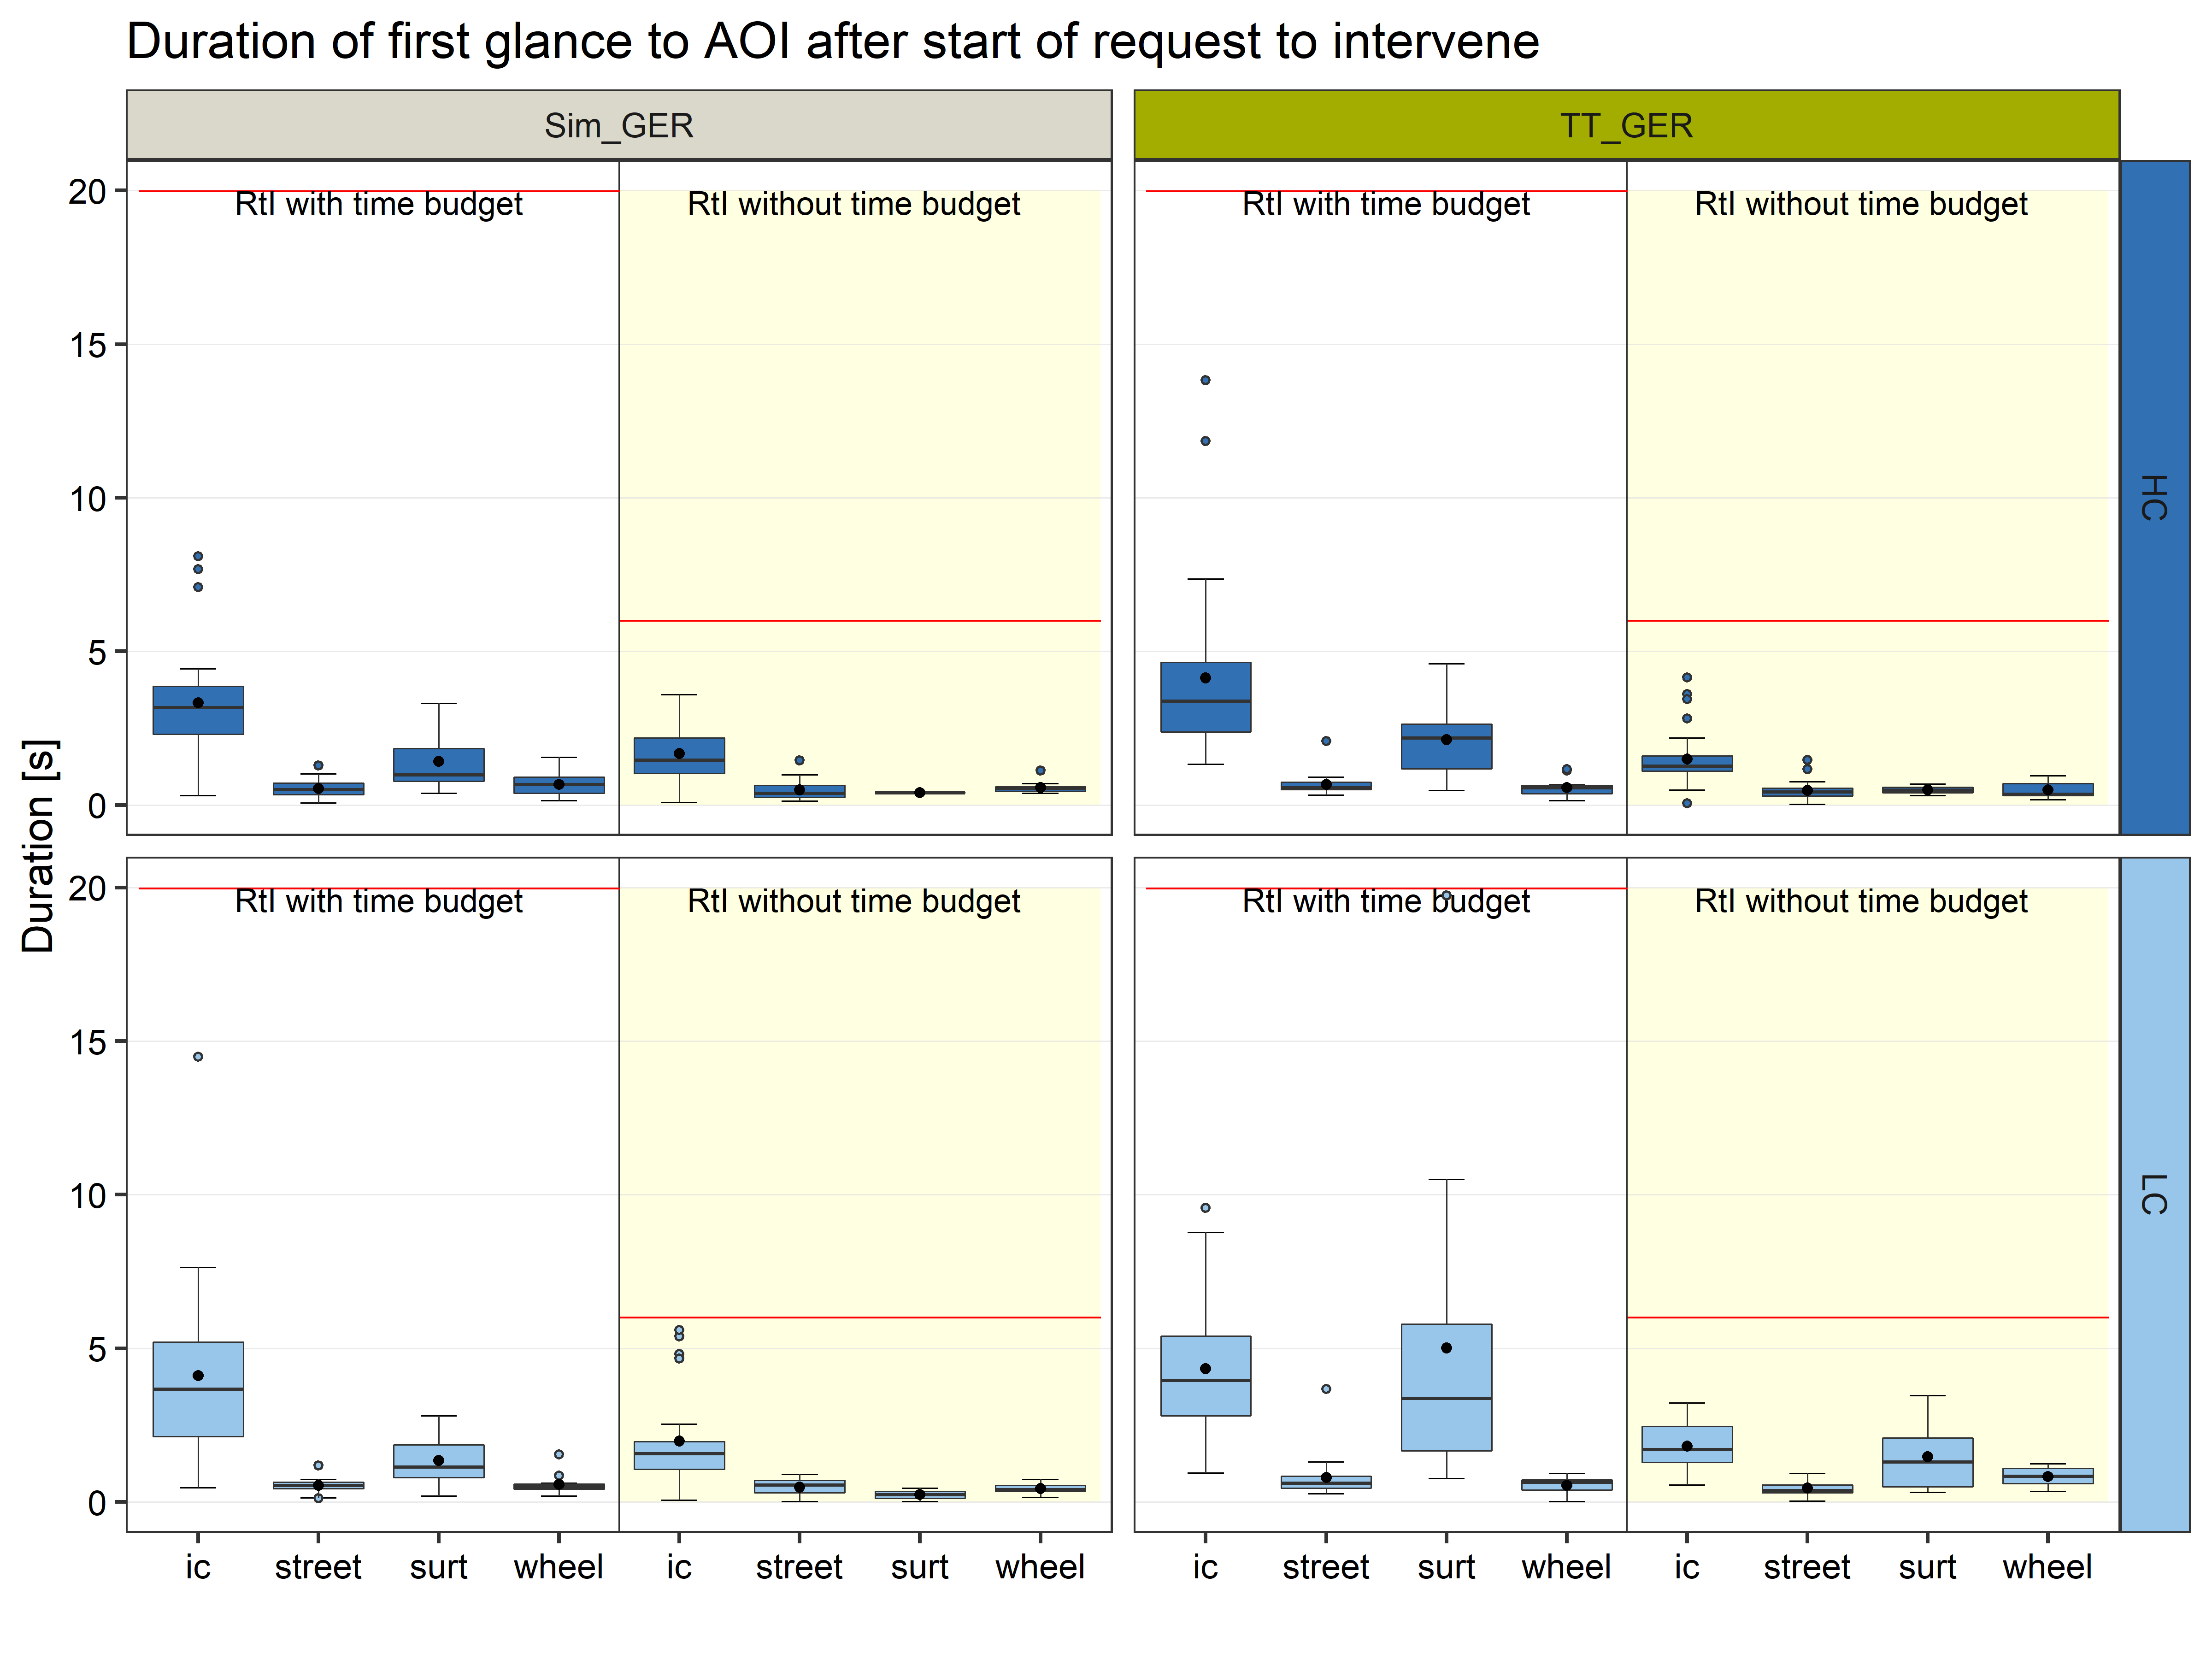 Duration of first glance to AOI after start of request to intervene
Sim_GER
TT_GER
Duration [s]
20
15
10
5
0
RtI with time budget
RtI without time budget
RtI with time budget
RtI without time budget
HC
20
15
10
5
0
RtI with time budget
RtI without time budget
RtI with time budget
RtI without time budget
LC
ic street surt wheel ic street surt wheel
ic street surt wheel ic street surt wheel